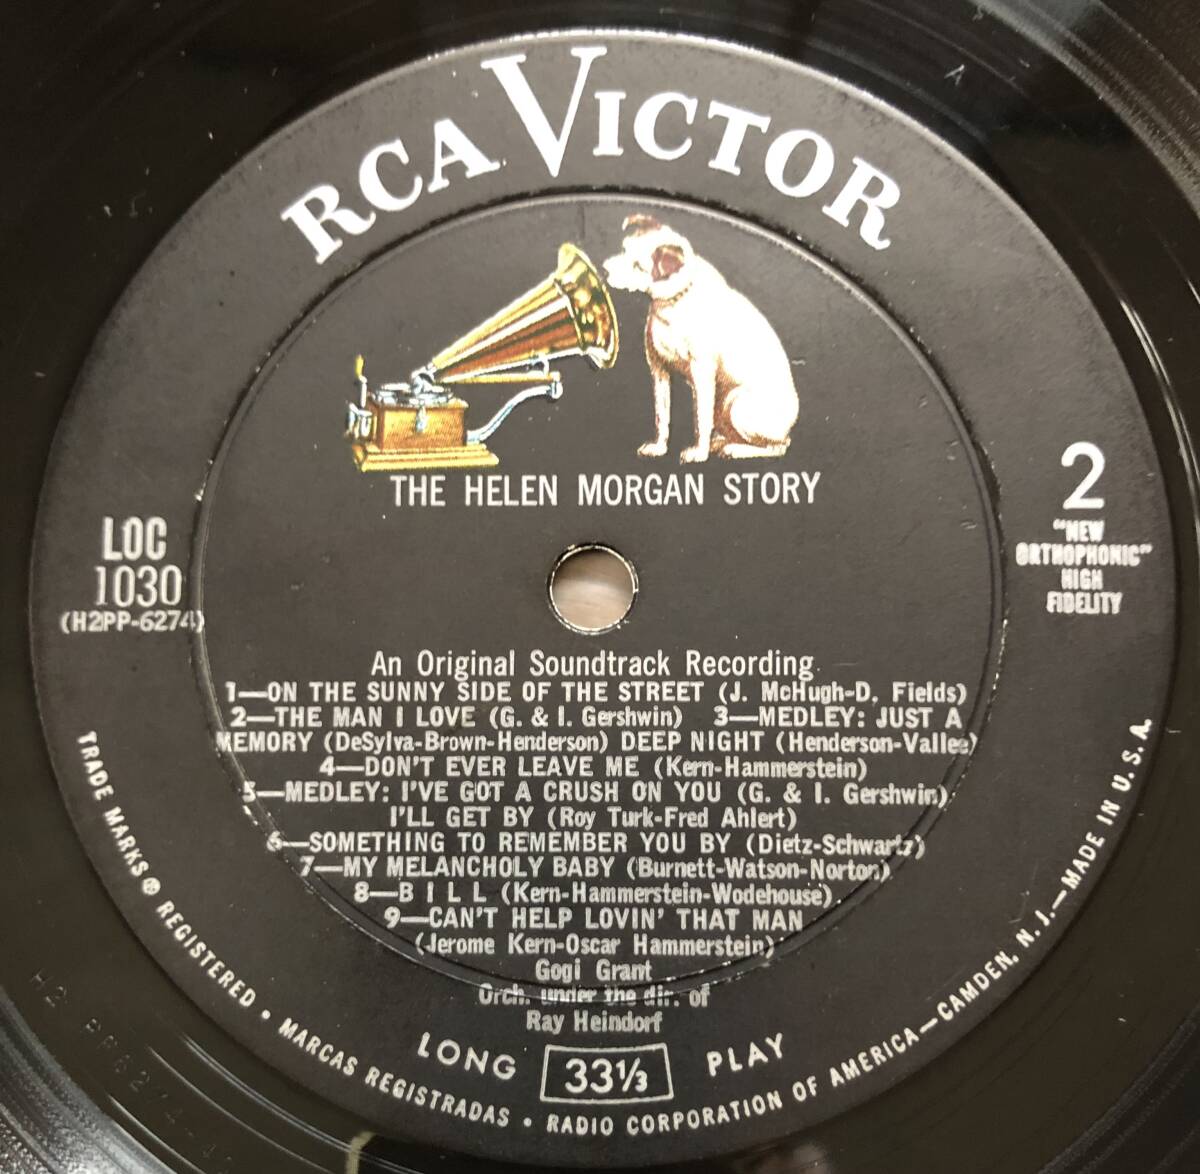 RCA VICTOR
THE HELEN MORGAN STORY
2
"NEW
ORTHOPHONIC"
HIGH
FIDELITY
LOC
1030
(H2PP-6274)
An Original Soundtrack Recording
1—ON THE SUNNY SIDE OF THE STREET (J. McHugh-D. Fields)
2—THE MAN I LOVE (G. & I. Gershwin) 3—MEDLEY: JUST A
MEMORY (DeSylva-Brown-Henderson) DEEP NIGHT (Henderson-Vallee)
4—DON'T EVER LEAVE ME (Kern-Hammerstein)
5—MEDLEY: I'VE GOT A CRUSH ON YOU (G. & I. Gershwin)
I'LL GET BY (Roy Turk-Fred Ahlert)
6—SOMETHING TO REMEMBER YOU BY (Dietz-Schwartz)
7—MY MELANCHOLY BABY (Burnett-Watson-Norton)
8—B I L L (Kern-Hammerstein-Wodehouse)
9—CAN'T HELP LOVIN' THAT MAN
(Jerome Kern-Oscar Hammerstein)
Gogi Grant
Orch. under the dir. of
Ray Heindorf
LONG 33⅓ PLAY
TRADE MARKS ® REGISTERED • MARCAS REGISTRADAS • RADIO CORPORATION OF AMERICA—CAMDEN, N. J.—MADE IN U. S. A.
A